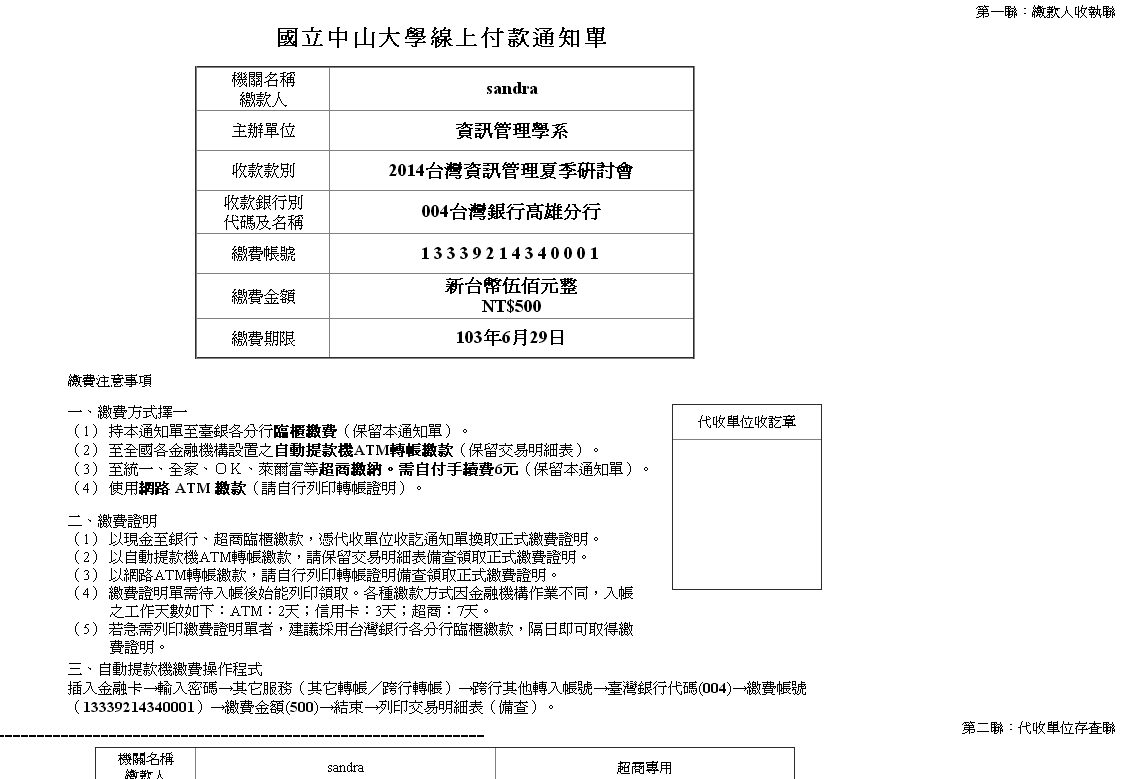 第一聯：繳款人收執聯
國立中山大學線上付款通知單
機關名稱
繳款人
sandra
主辦單位
資訊管理學系
收款款別
2014台灣資訊管理夏季研討會
收款銀行別
代碼及名稱
004台灣銀行高雄分行
繳費帳號
1 3 3 3 9 2 1 4 3 4 0 0 0 1
繳費金額
新台幣伍佰元整
NT$500
繳費期限
103年6月29日
繳費注意事項
一、繳費方式擇一
（1） 持本通知單至臺銀各分行臨櫃繳費（保留本通知單）。
（2） 至全國各金融機構設置之自動提款機ATM轉帳繳款（保留交易明細表）。
（3） 至統一、全家、ＯＫ、萊爾富等超商繳納。需自付手續費6元（保留本通知單）。
（4） 使用網路 ATM 繳款（請自行列印轉帳證明）。
代收單位收訖章
二、繳費證明
（1） 以現金至銀行、超商臨櫃繳款，憑代收單位收訖通知單換取正式繳費證明。
（2） 以自動提款機ATM轉帳繳款，請保留交易明細表備查領取正式繳費證明。
（3） 以網路ATM轉帳繳款，請自行列印轉帳證明備查領取正式繳費證明。
（4） 繳費證明單需待入帳後始能列印領取。各種繳款方式因金融機構作業不同，入帳
之工作天數如下：ATM：2天；信用卡：3天；超商：7天。
（5） 若急需列印繳費證明單者，建議採用台灣銀行各分行臨櫃繳款，隔日即可取得繳
費證明。
三、自動提款機繳費操作程式
插入金融卡→輸入密碼→其它服務（其它轉帳／跨行轉帳）→跨行其他轉入帳號→臺灣銀行代碼(004)→繳費帳號
（13339214340001）→繳費金額(500)→結束→列印交易明細表（備查）。
第二聯：代收單位存查聯
機關名稱
繳款人
sandra
超商專用